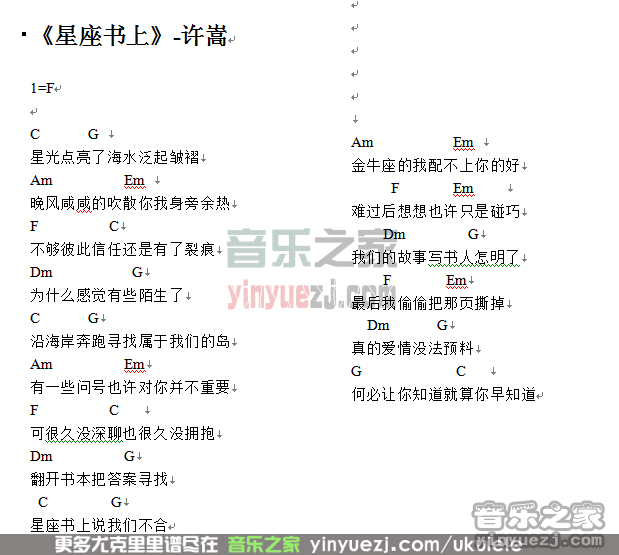 《星座书上》-许嵩
1=F
C G
星光点亮了海水泛起皱褶
Am Em
晚风咸咸的吹散你我身旁余热
F C
不够彼此信任还是有了裂痕
Dm G
为什么感觉有些陌生了
C G
沿海岸奔跑寻找属于我们的岛
Am Em
有一些问号也许对你并不重要
F C
可很久没深聊也很久没拥抱
Dm G
翻开书本把答案寻找
C G
星座书上说我们不合
Am Em
金牛座的我配不上你的好
F Em
难过后想想也许只是碰巧
Dm G
我们的故事写书人怎明了
F Em
最后我偷偷把那页撕掉
Dm G
真的爱情没法预料
G C
何必让你知道就算你早知道
音乐之家
yinyuezj.com
音乐之家
yinyuezj.com
更多尤克里里谱尽在 音乐之家 yinyuezj.com/ukulele